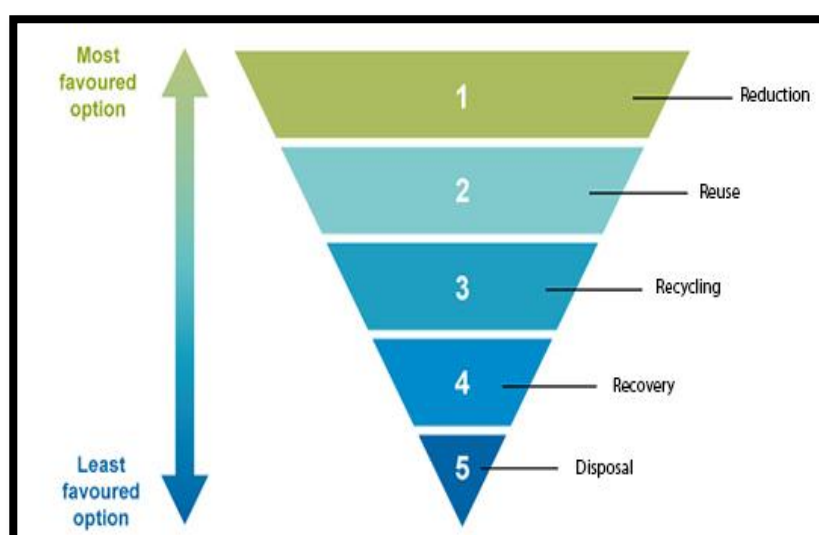 Most
favoured
option
1
Reduction
2
Reuse
3
Recycling
4
Recovery
Least
favoured
option
5
Disposal